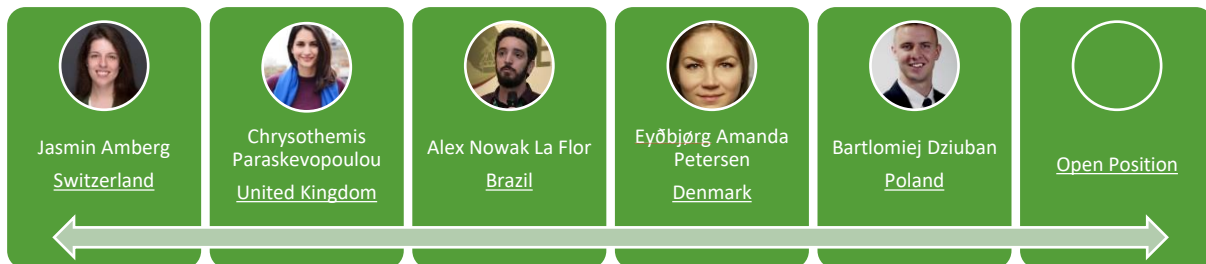 Jasmin Amberg
Switzerland
Chrysothemis
Paraskevopoulou
United Kingdom
Alex Nowak La Flor
Brazil
Eyðbjørg Amanda
Petersen
Denmark
Bartlomiej Dziuban
Poland
Open Position